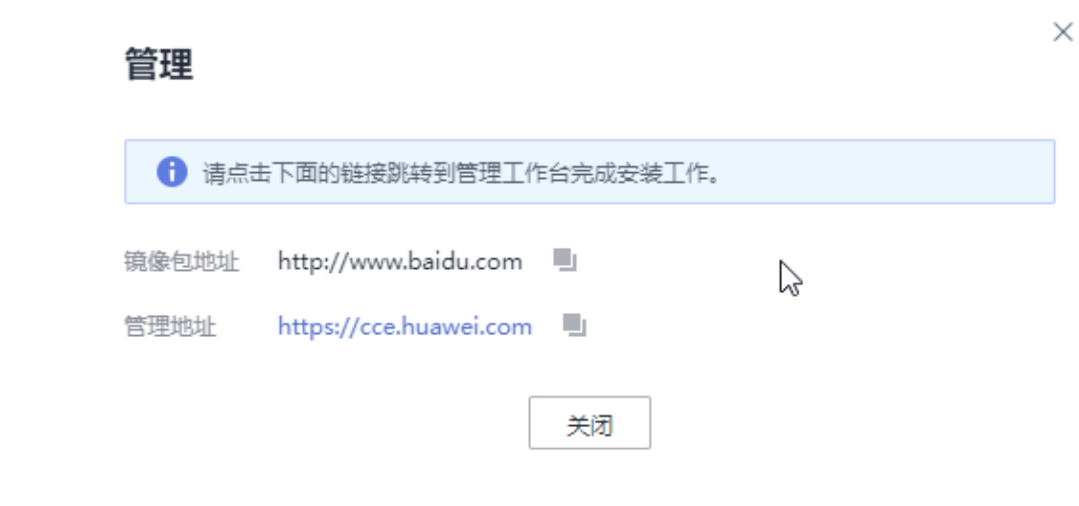 管理
请点击下面的链接跳转到管理工作台完成安装工作。
镜像包地址 http://www.baidu.com
管理地址 https://cce.huawei.com
关闭